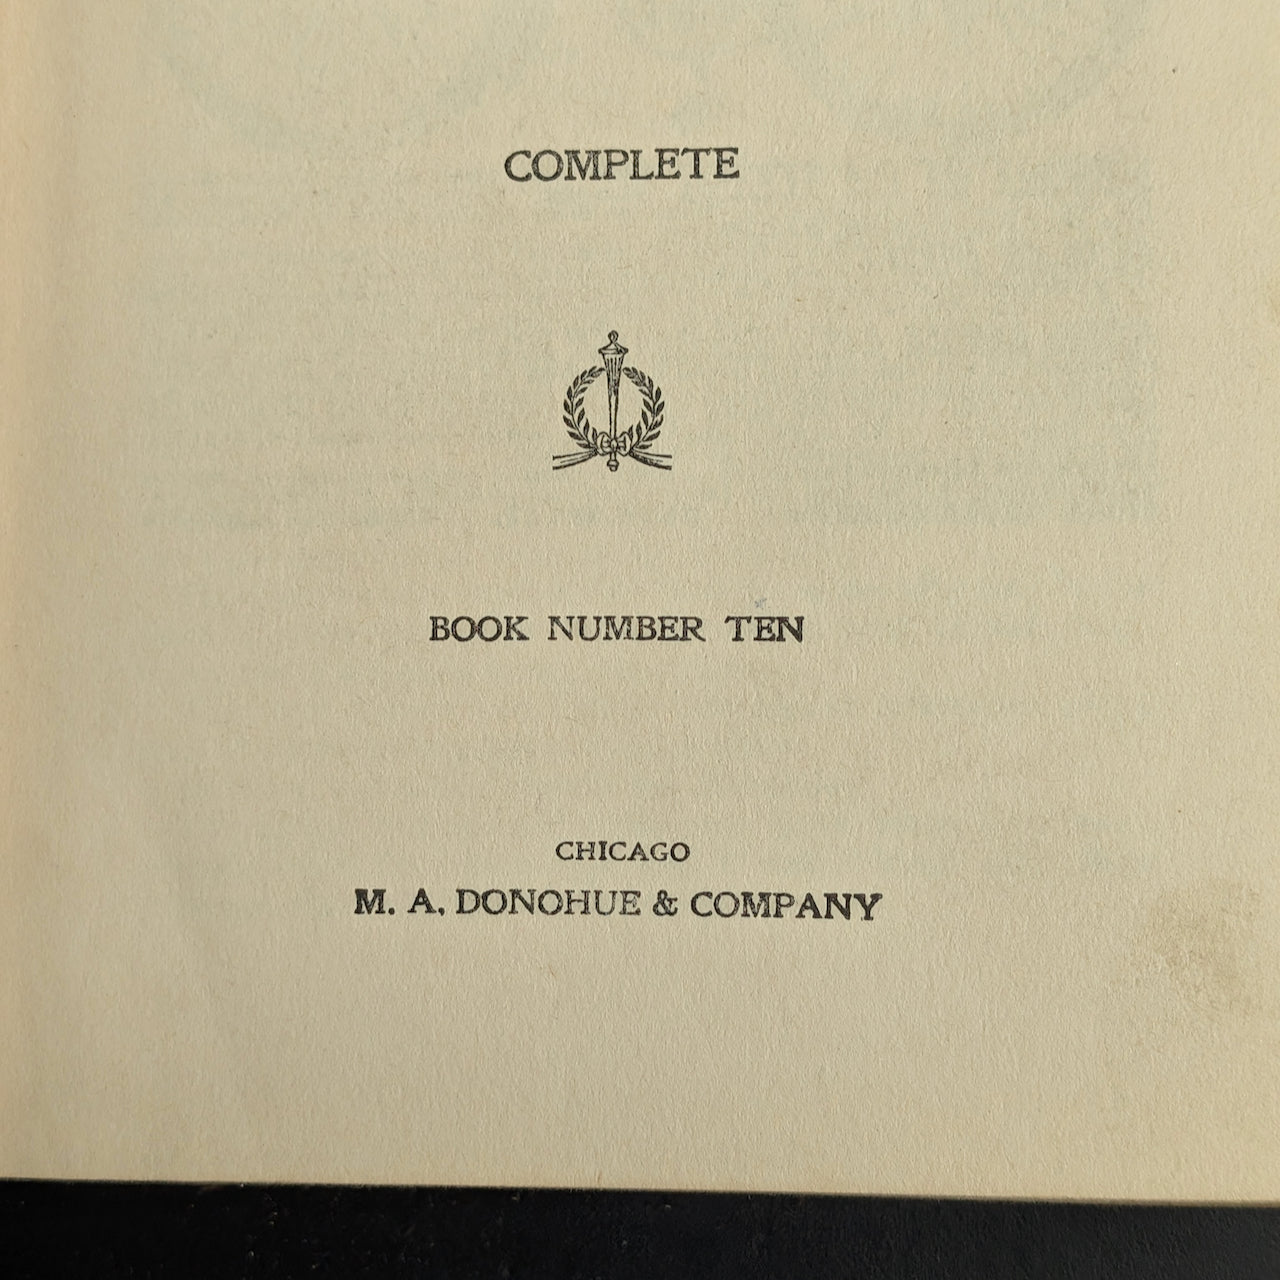 COMPLETE
BOOK NUMBER TEN
CHICAGO
M. A. DONOHUE & COMPANY